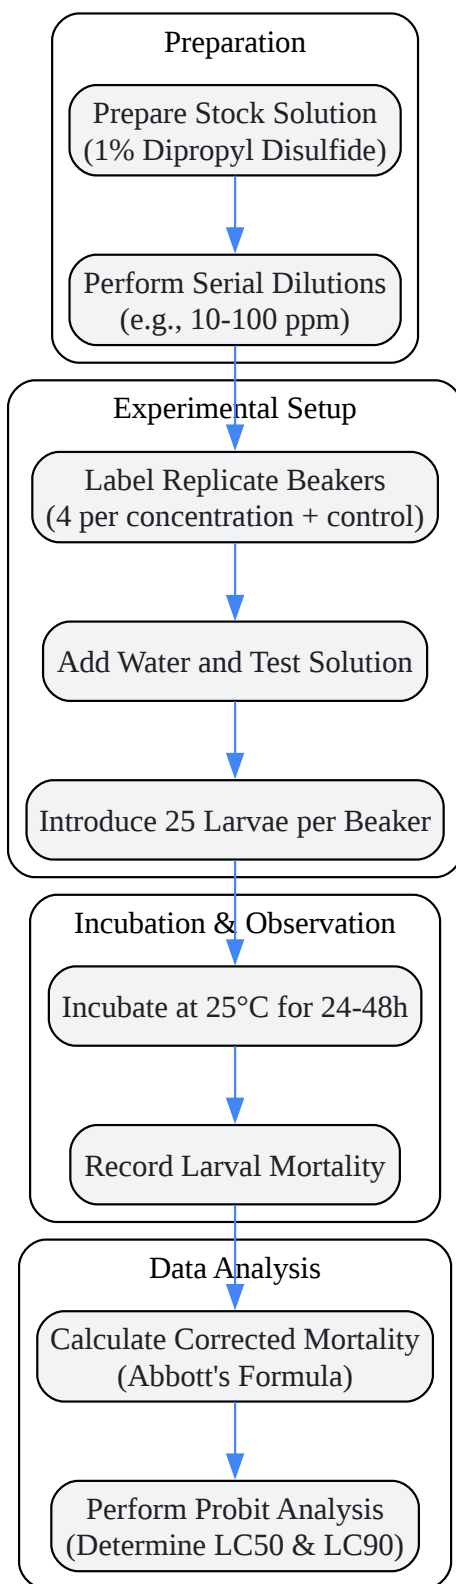 Preparation
Prepare Stock Solution
(1% Dipropyl Disulfide)
Perform Serial Dilutions
(e.g., 10-100 ppm)
Experimental Setup
Label Replicate Beakers
(4 per concentration + control)
Add Water and Test Solution
Introduce 25 Larvae per Beaker
Incubation & Observation
Incubate at 25°C for 24-48h
Record Larval Mortality
Data Analysis
Calculate Corrected Mortality
(Abbott's Formula)
Perform Probit Analysis
(Determine LC50 & LC90)